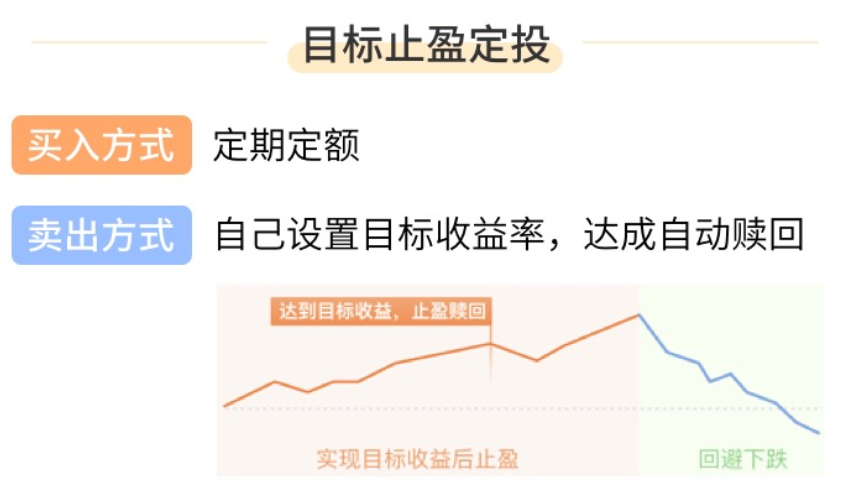 目标止盈定投
买入方式 定期定额
卖出方式 自己设置目标收益率，达成自动赎回
达到目标收益，止盈赎回
实现目标收益后止盈 回避下跌